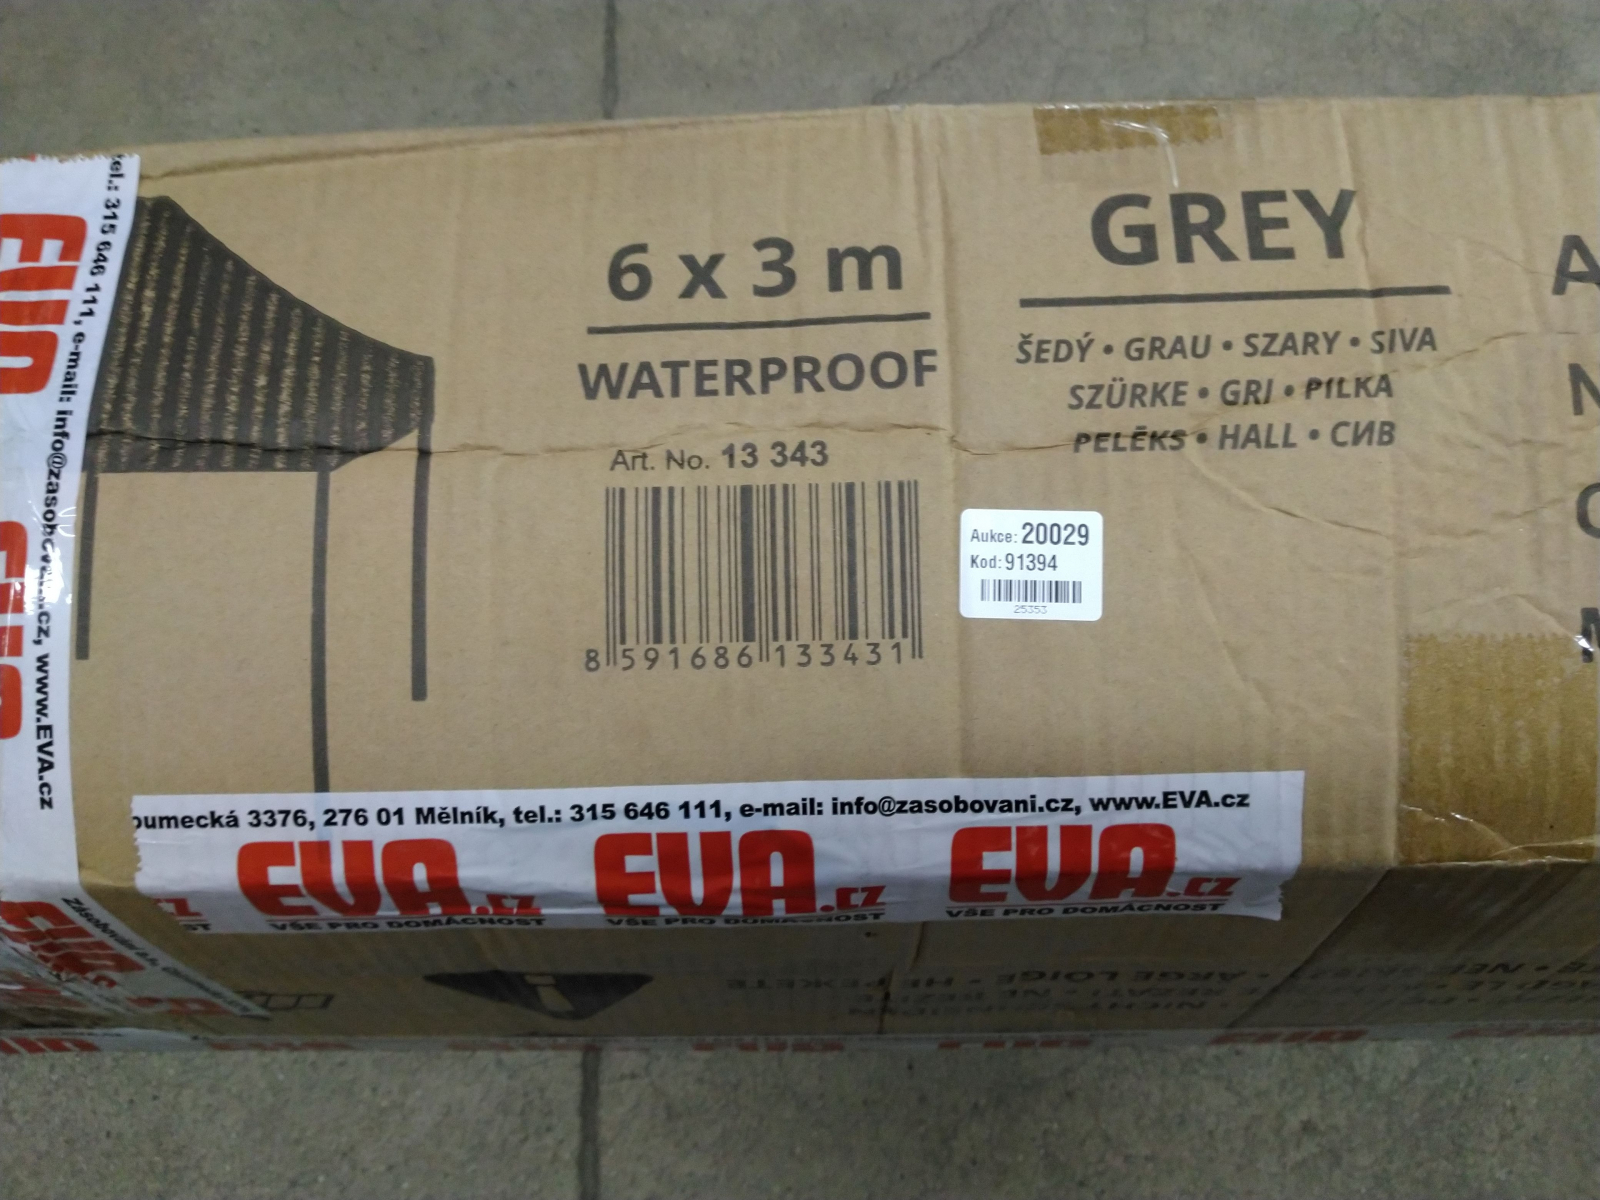 tel.: 315 646 111, e-mail: info@zasobovani.cz, www.EVA.cz
6 x 3 m
WATERPROOF
Art. No. 13 343
8 591686 133431
GREY
ŠEDÝ • GRAU • SZARY • SIVA
SZÜRKE • GRI • PILKA
PELĒKS • HALL • СИВ
Aukce: 20029
Kod: 91394
25353
oumecká 3376, 276 01 Mělník, tel.: 315 646 111, e-mail: info@zasobovani.cz, www.EVA.cz
EVA.cz EVA.cz EVA.cz
VŠE PRO DOMÁCNOST VŠE PRO DOMÁCNOST VŠE PRO DOMÁCNOST